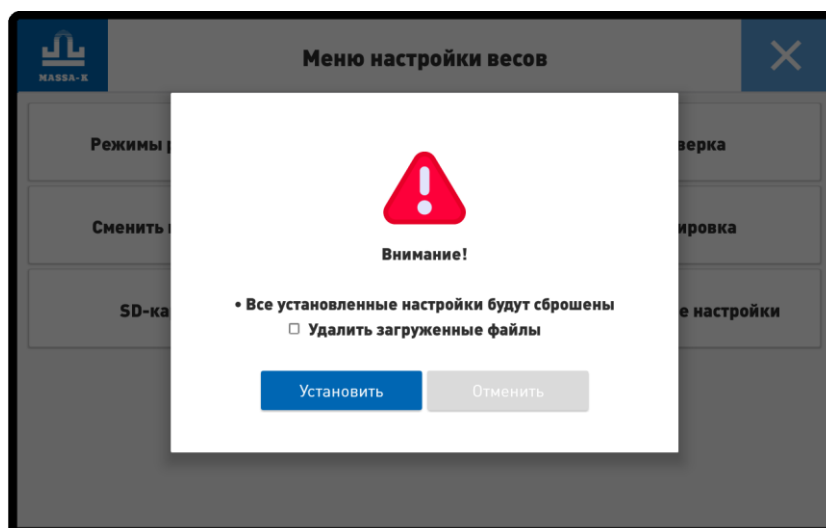 MASSA-K
Меню настройки весов
Режимы
верка
Сменить
ировка
SD-ка
е настройки
Внимание!
• Все установленные настройки будут сброшены
Удалить загруженные файлы
Установить
Отменить